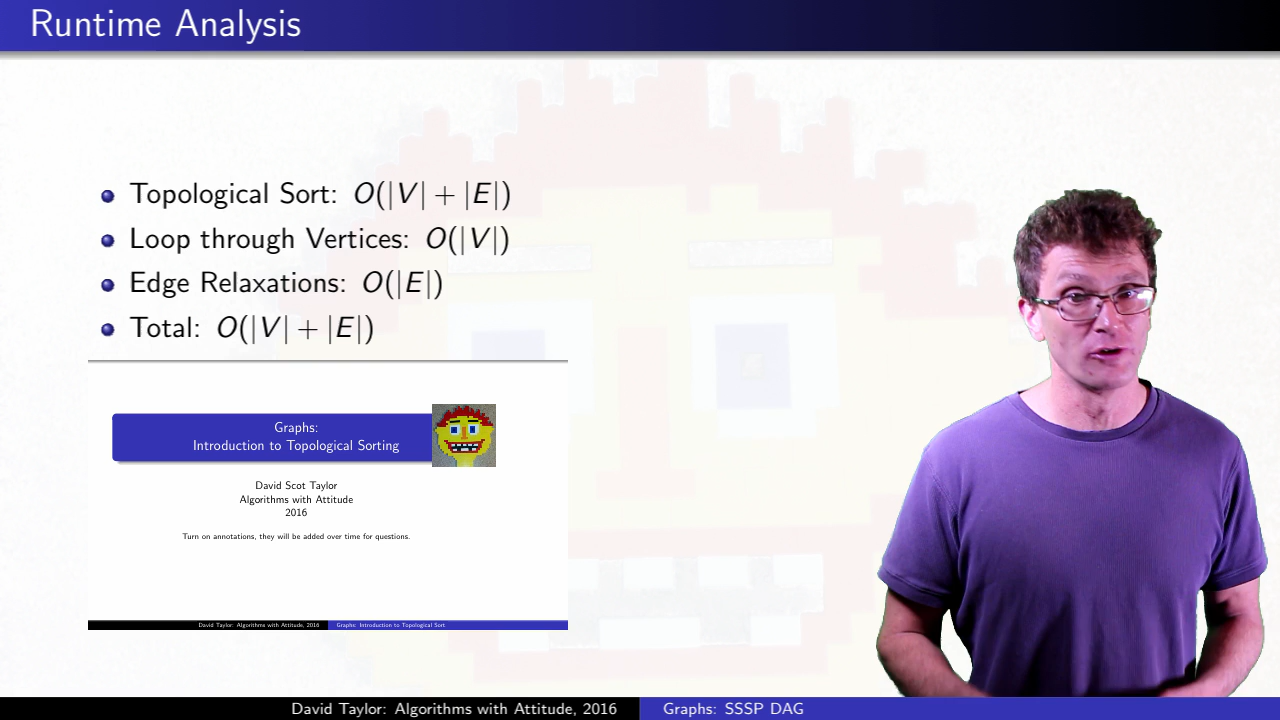 Runtime Analysis
Topological Sort: O(|V| + |E|)
Loop through Vertices: O(|V|)
Edge Relaxations: O(|E|)
Total: O(|V| + |E|)
Graphs:
Introduction to Topological Sorting
David Scot Taylor
Algorithms with Attitude
2016
Turn on annotations, they will be added over time for questions.
David Taylor: Algorithms with Attitude, 2016 Graphs: Introduction to Topological Sort
David Taylor: Algorithms with Attitude, 2016 Graphs: SSSP DAG